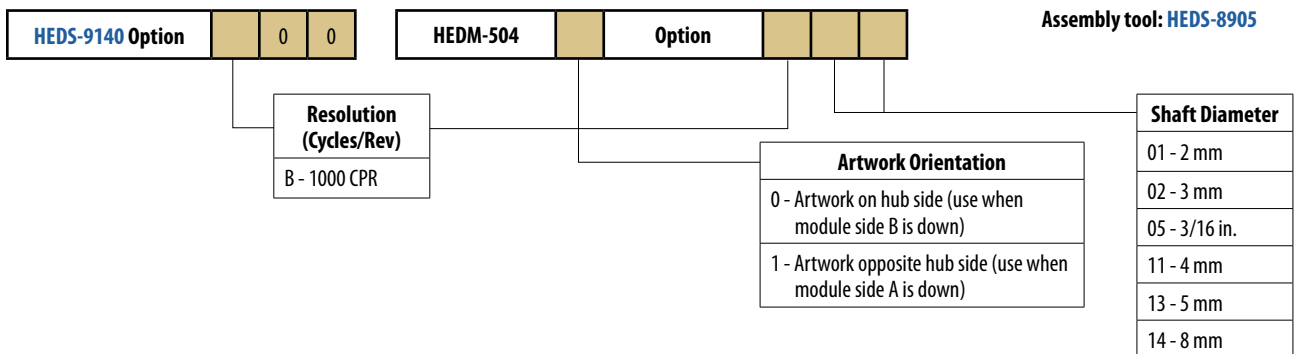 HEDS-9140 Option 0 0 HEDM-504 Option
Assembly tool: HEDS-8905
Resolution
(Cycles/Rev)
B - 1000 CPR
Artwork Orientation
0 - Artwork on hub side (use when
module side B is down)
1 - Artwork opposite hub side (use when
module side A is down)
Shaft Diameter
01 - 2 mm
02 - 3 mm
05 - 3/16 in.
11 - 4 mm
13 - 5 mm
14 - 8 mm